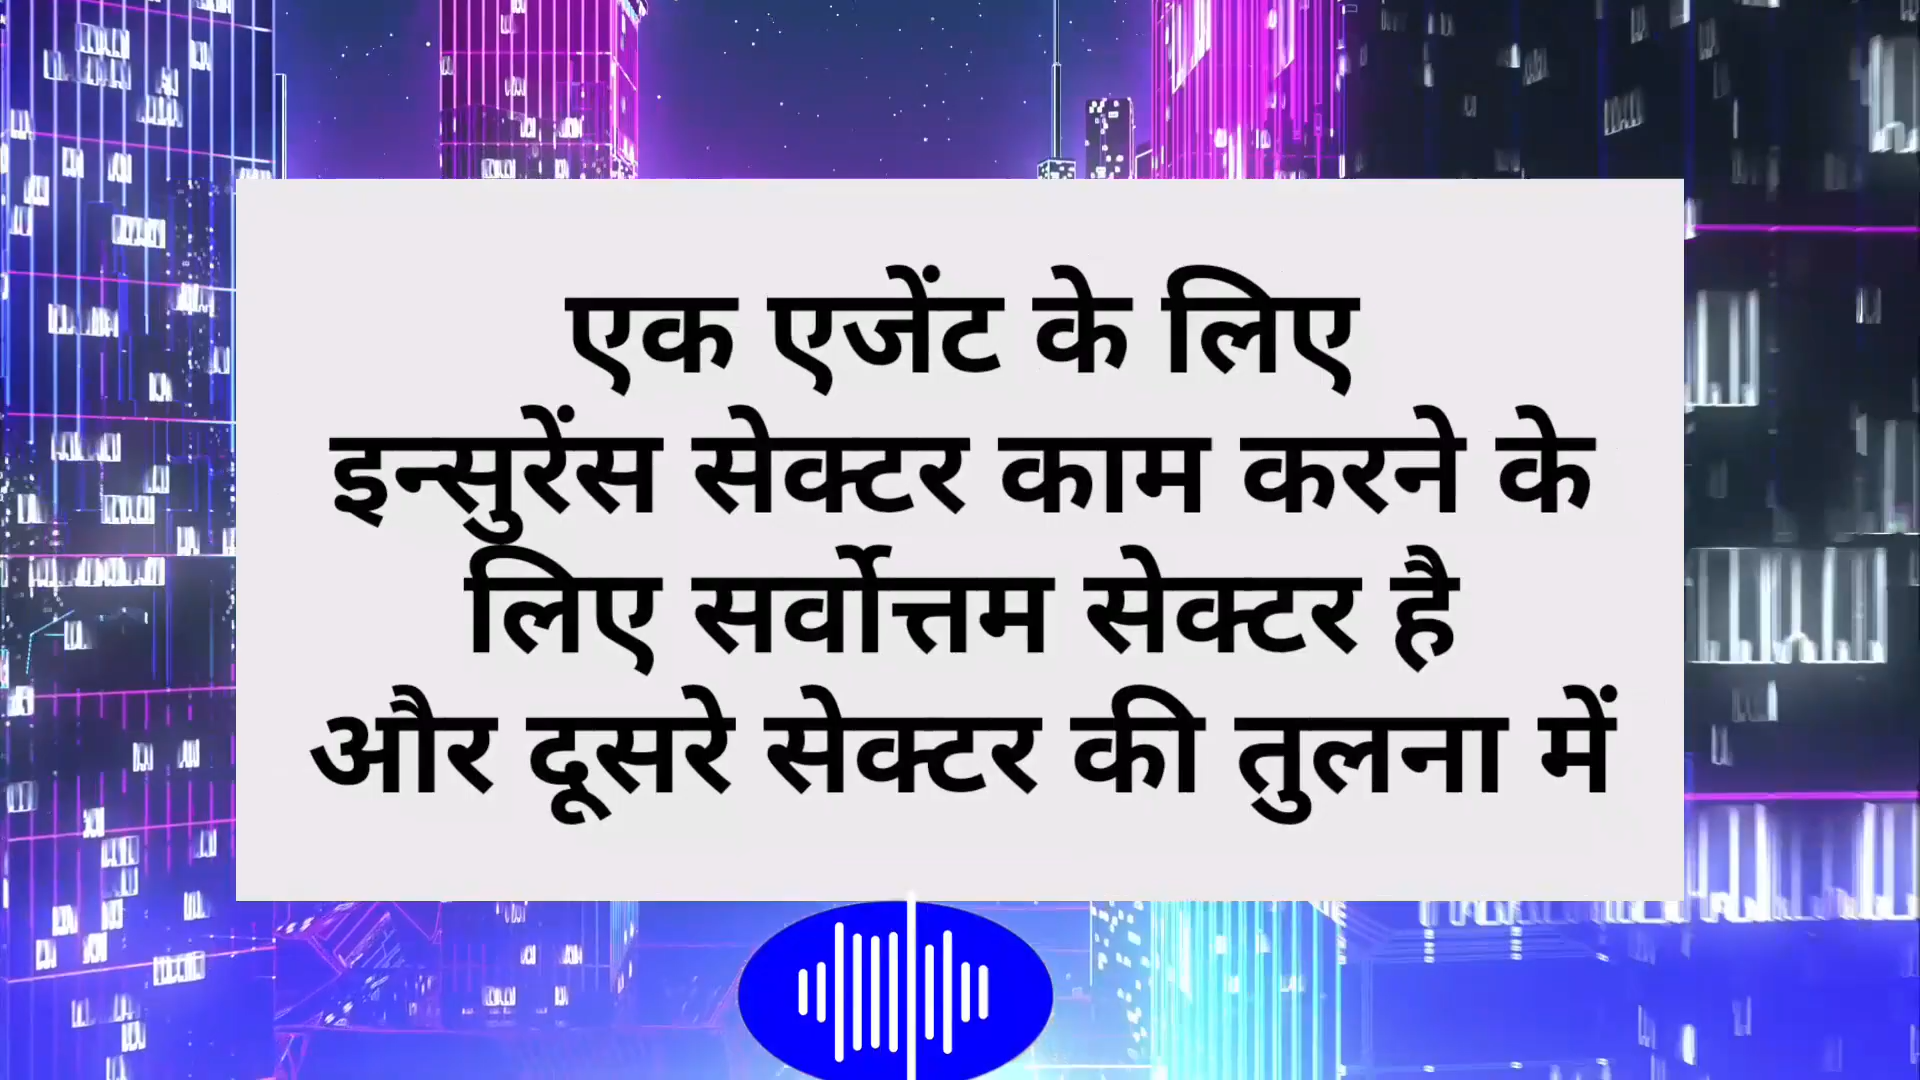 एक एजेंट के लिए
इन्सुरेंस सेक्टर काम करने के
लिए सर्वोत्तम सेक्टर है
और दूसरे सेक्टर की तुलना में